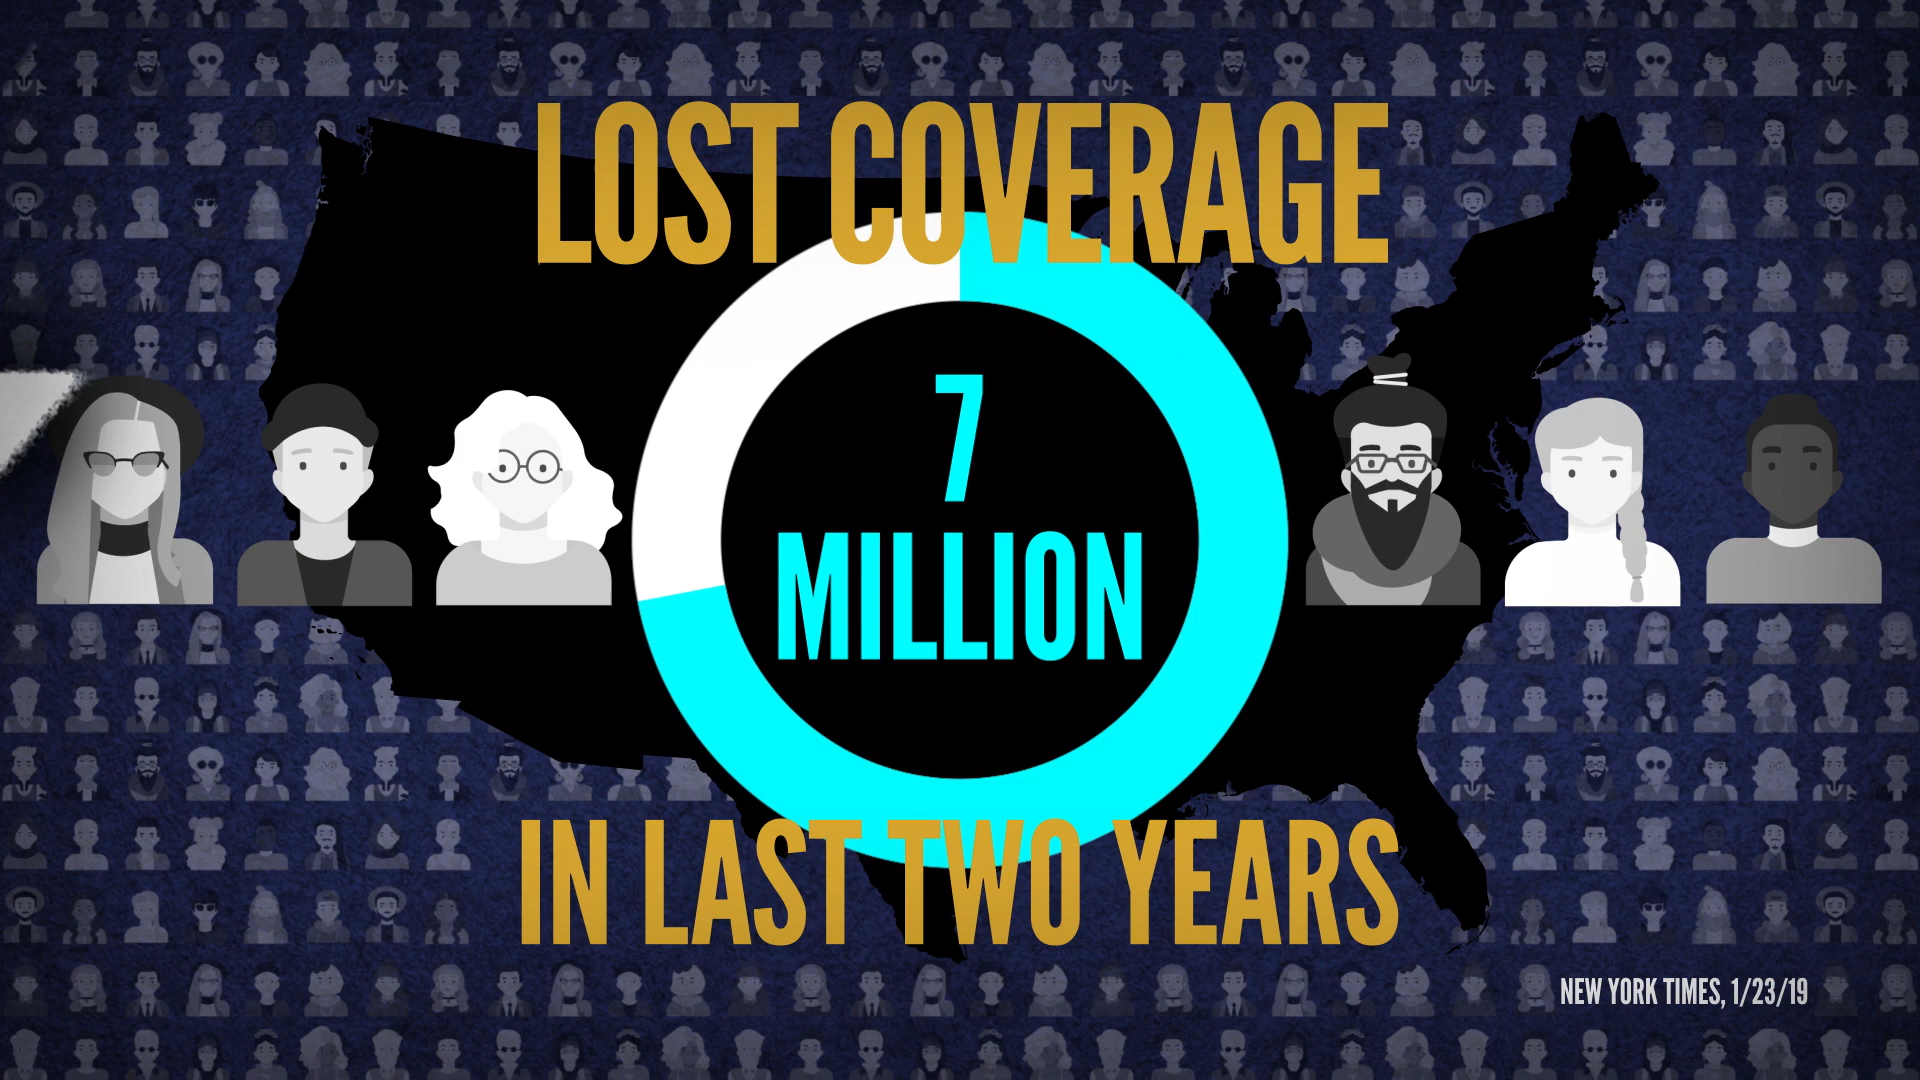 LOST COVERAGE
7
MILLION
IN LAST TWO YEARS
NEW YORK TIMES, 1/23/19